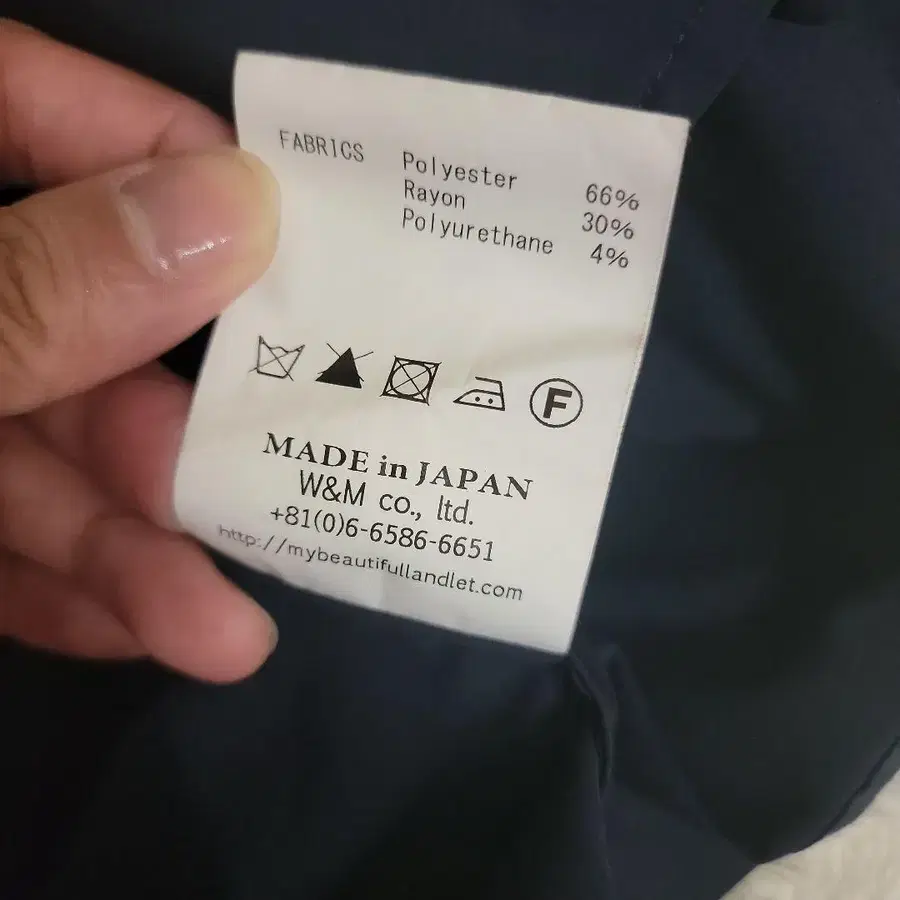 FABRICS Polyester 66%
Rayon 30%
Polyurethane 4%
F
MADE in JAPAN
W&M co., ltd.
+81(0)6-6586-6651
http://mybeautifullandlet.com